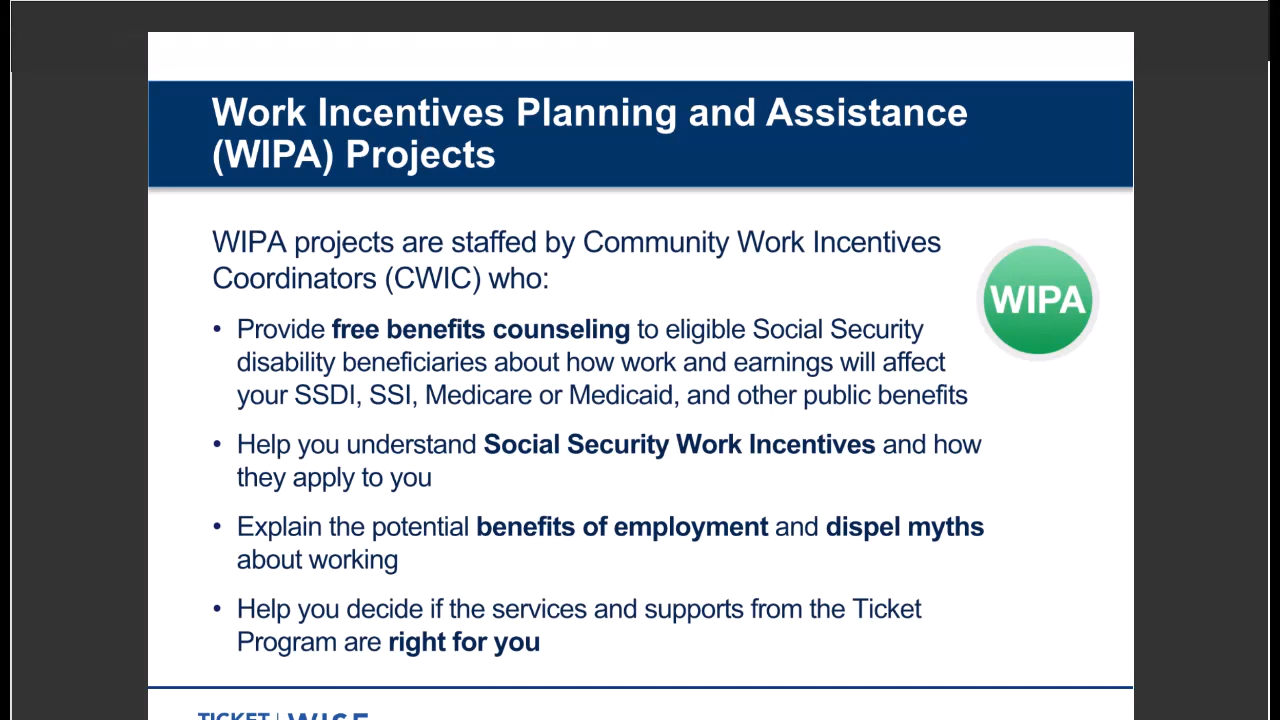 Work Incentives Planning and Assistance
(WIPA) Projects
WIPA projects are staffed by Community Work Incentives
Coordinators (CWIC) who:
WIPA
• Provide free benefits counseling to eligible Social Security
disability beneficiaries about how work and earnings will affect
your SSDI, SSI, Medicare or Medicaid, and other public benefits
• Help you understand Social Security Work Incentives and how
they apply to you
• Explain the potential benefits of employment and dispel myths
about working
• Help you decide if the services and supports from the Ticket
Program are right for you
TICKET | WISE